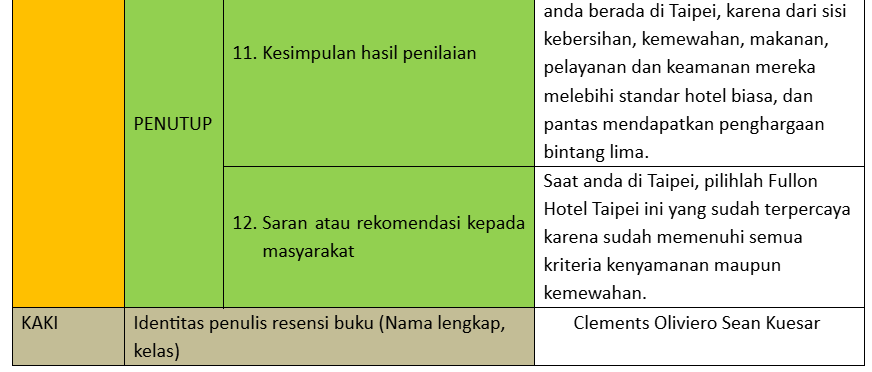 anda berada di Taipei, karena dari sisi
kebersihan, kemewahan, makanan,
pelayanan dan keamanan mereka
melebihi standar hotel biasa, dan
pantas mendapatkan penghargaan
bintang lima.
11. Kesimpulan hasil penilaian
PENUTUP
12. Saran atau rekomendasi kepada
masyarakat
Saat anda di Taipei, pilihlah Fullon
Hotel Taipei ini yang sudah terpercaya
karena sudah memenuhi semua
kriteria kenyamanan maupun
kemewahan.
KAKI
Identitas penulis resensi buku (Nama lengkap,
kelas)
Clements Oliviero Sean Kuesar